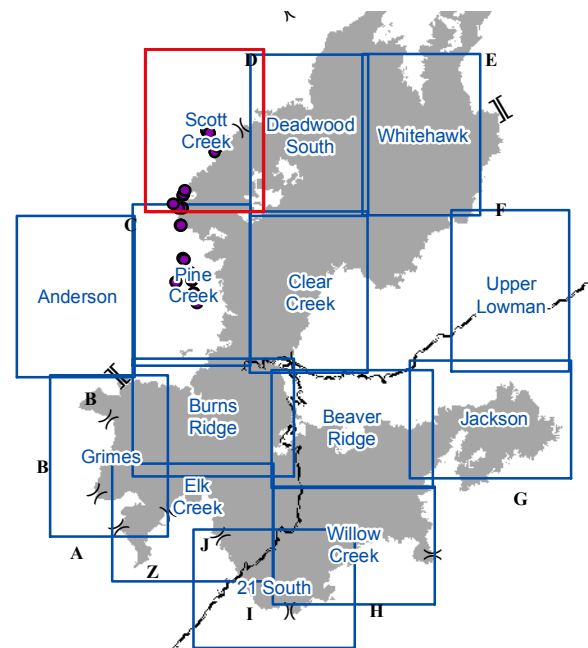 D
E
Scott
Creek
Deadwood
South
Whitehawk
C
F
Anderson
Pine
Creek
Clear
Creek
Upper
Lowman
B
Burns
Ridge
Beaver
Ridge
Jackson
B
Grimes
G
Elk
Creek
A
J
Willow
Creek
Z
21 South
I
H